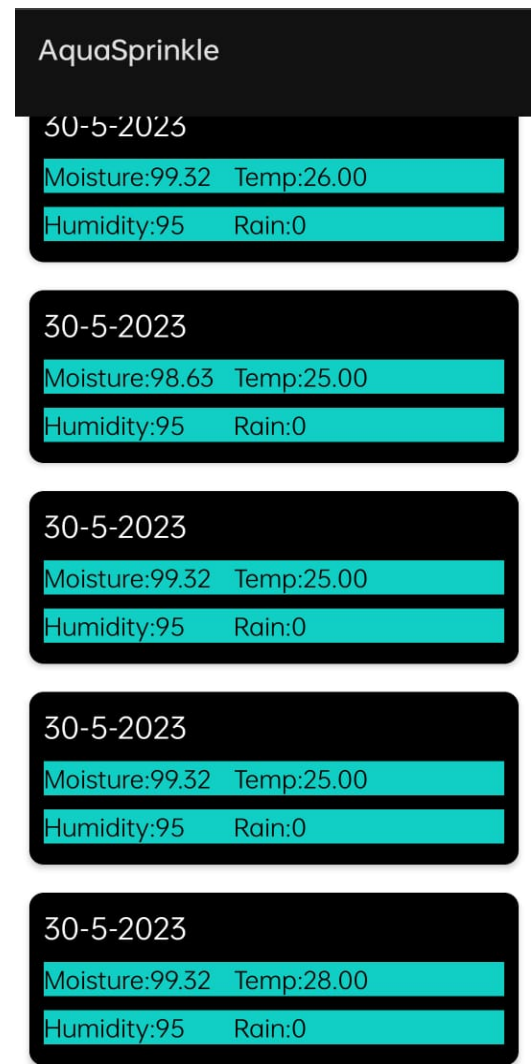 AquaSprinkle
30-5-2023
Moisture:99.32 Temp:26.00
Humidity:95 Rain:0
30-5-2023
Moisture:98.63 Temp:25.00
Humidity:95 Rain:0
30-5-2023
Moisture:99.32 Temp:25.00
Humidity:95 Rain:0
30-5-2023
Moisture:99.32 Temp:25.00
Humidity:95 Rain:0
30-5-2023
Moisture:99.32 Temp:28.00
Humidity:95 Rain:0